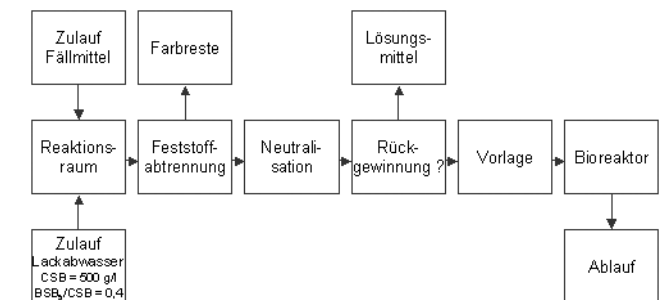 Zulauf
Fällmittel
Farbreste
Lösungs-
mittel
Reaktions-
raum
Feststoff-
abtrennung
Neutrali-
sation
Rück-
gewinnung ?
Vorlage
Bioreaktor
Zulauf
Lackabwasser
CSB = 500 g/l
BSB₅/CSB = 0,4
Ablauf